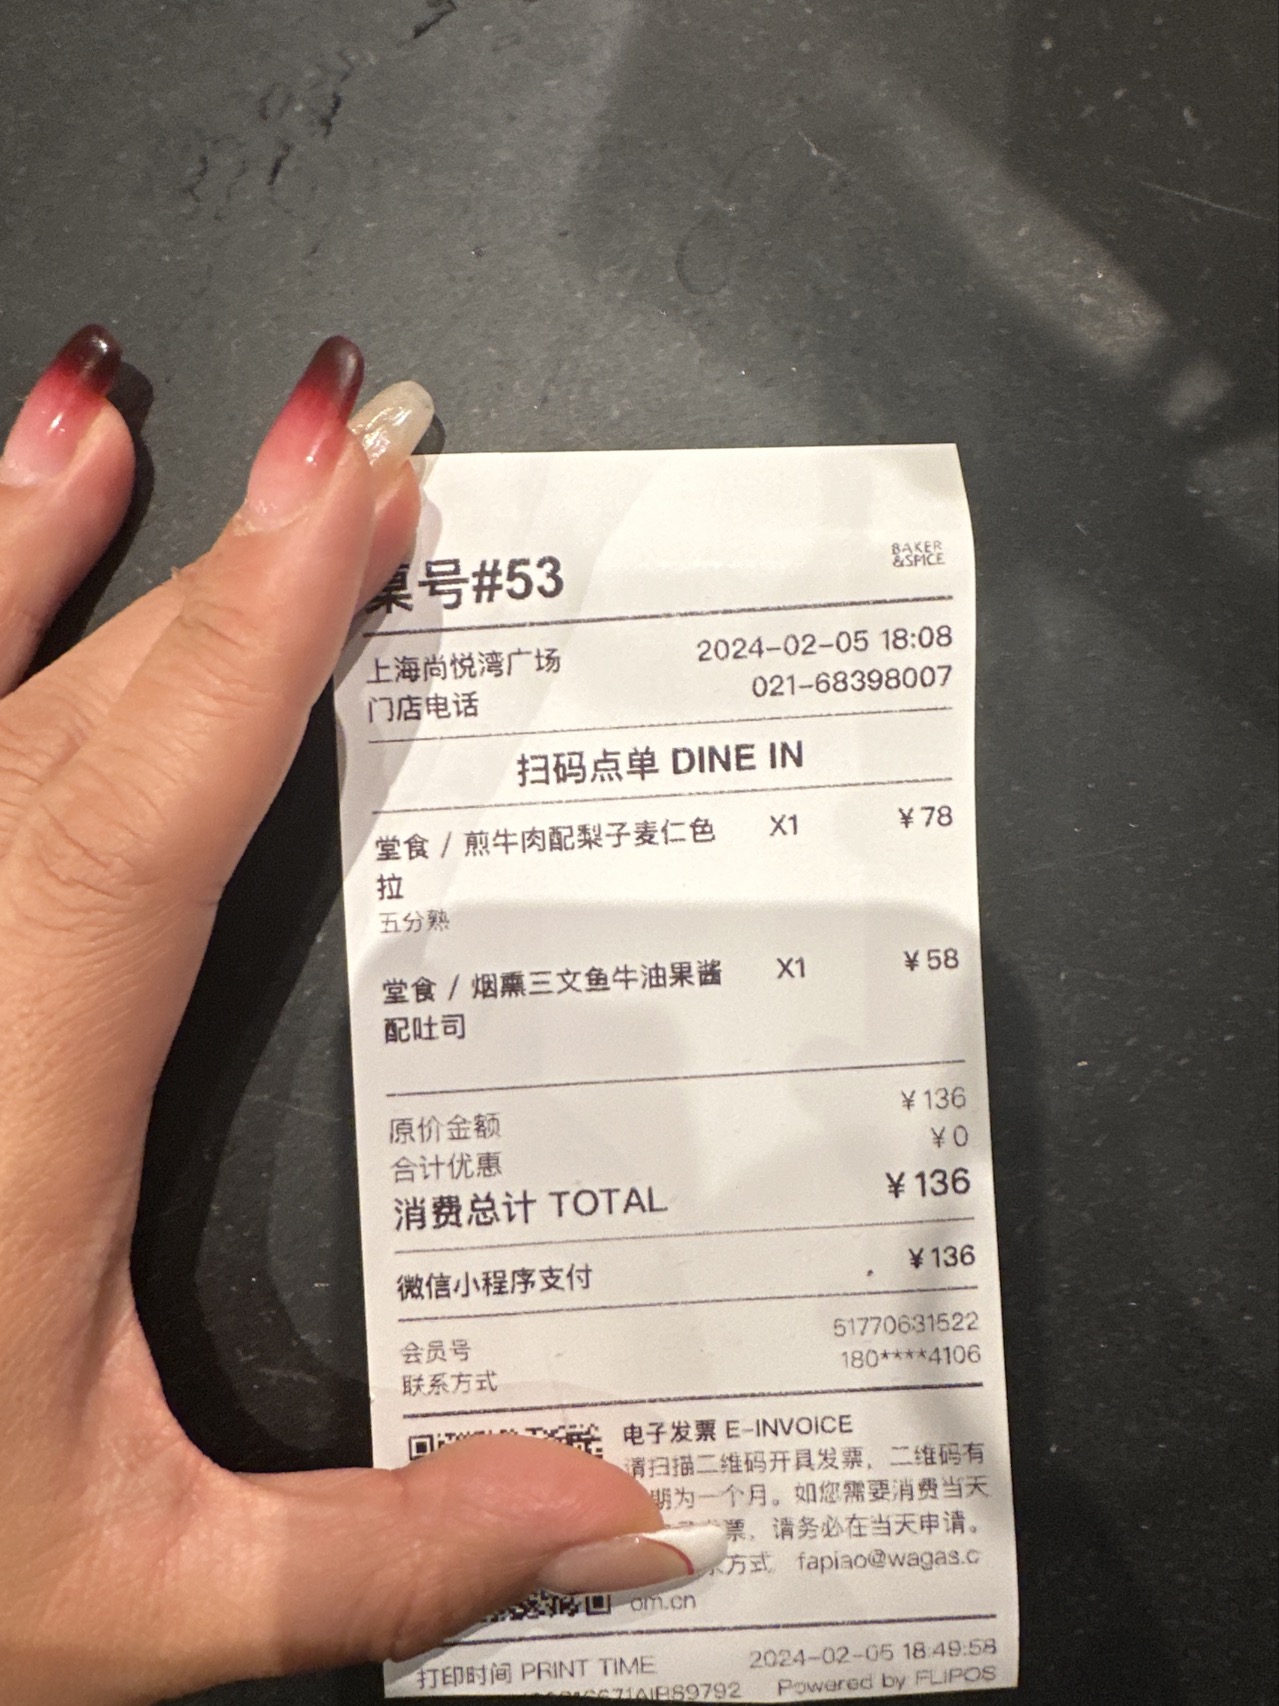 桌号#53
BAKER
&SPICE
上海尚悦湾广场 2024-02-05 18:08
门店电话 021-68398007
扫码点单 DINE IN
堂食 / 煎牛肉配梨子麦仁色 X1 ¥78
拉
五分熟
堂食 / 烟熏三文鱼牛油果酱 X1 ¥58
配吐司
原价金额 ¥136
合计优惠 ¥0
消费总计 TOTAL ¥136
微信小程序支付 ¥136
会员号 51770631522
联系方式 180****4106
电子发票 E-INVOICE
请扫描二维码开具发票，二维码有
期为一个月。如您需要消费当天
票，请务必在当天申请。
方式 fapiao@wagas.c
om.cn
打印时间 PRINT TIME 2024-02-05 18:49:58
Powered by FLIPOS